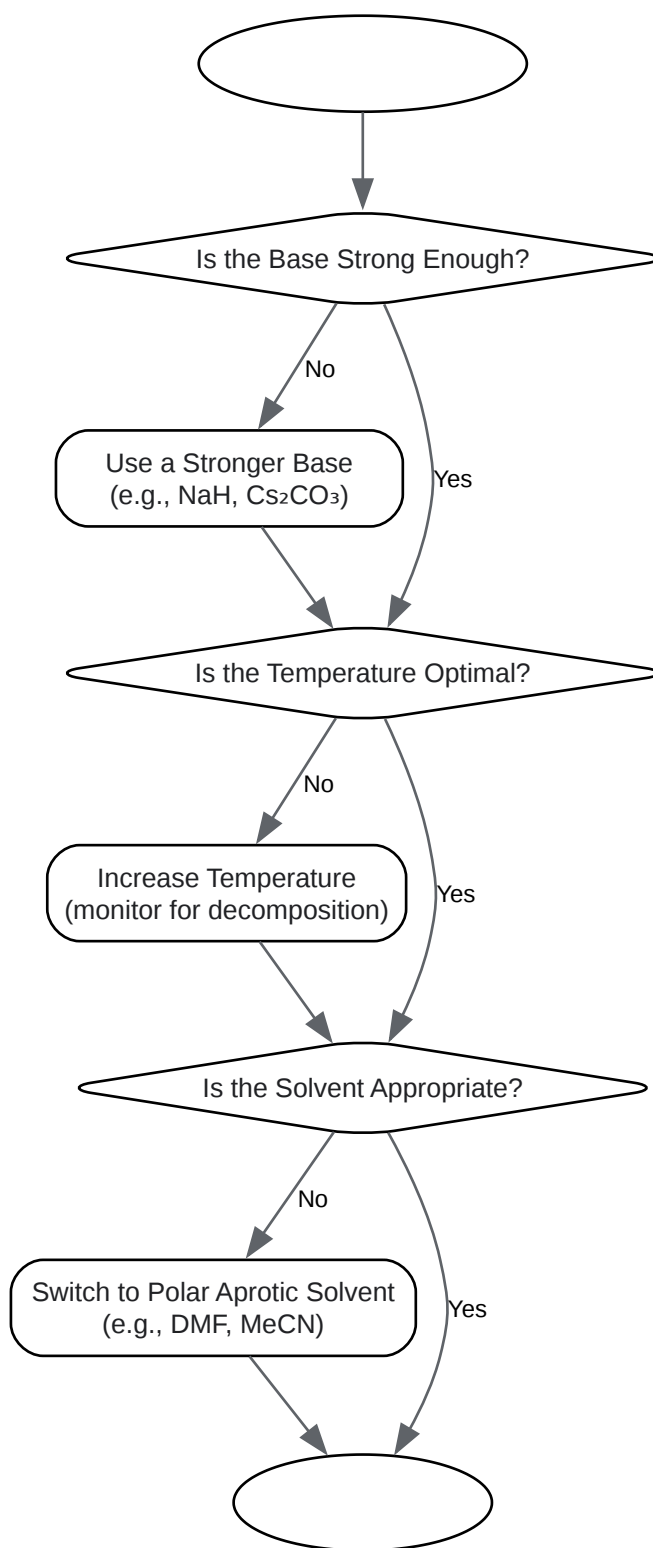 Is the Base Strong Enough?
No
Use a Stronger Base
(e.g., NaH, Cs₂CO₃)
Yes
Is the Temperature Optimal?
No
Increase Temperature
(monitor for decomposition)
Yes
Is the Solvent Appropriate?
No
Switch to Polar Aprotic Solvent
(e.g., DMF, MeCN)
Yes